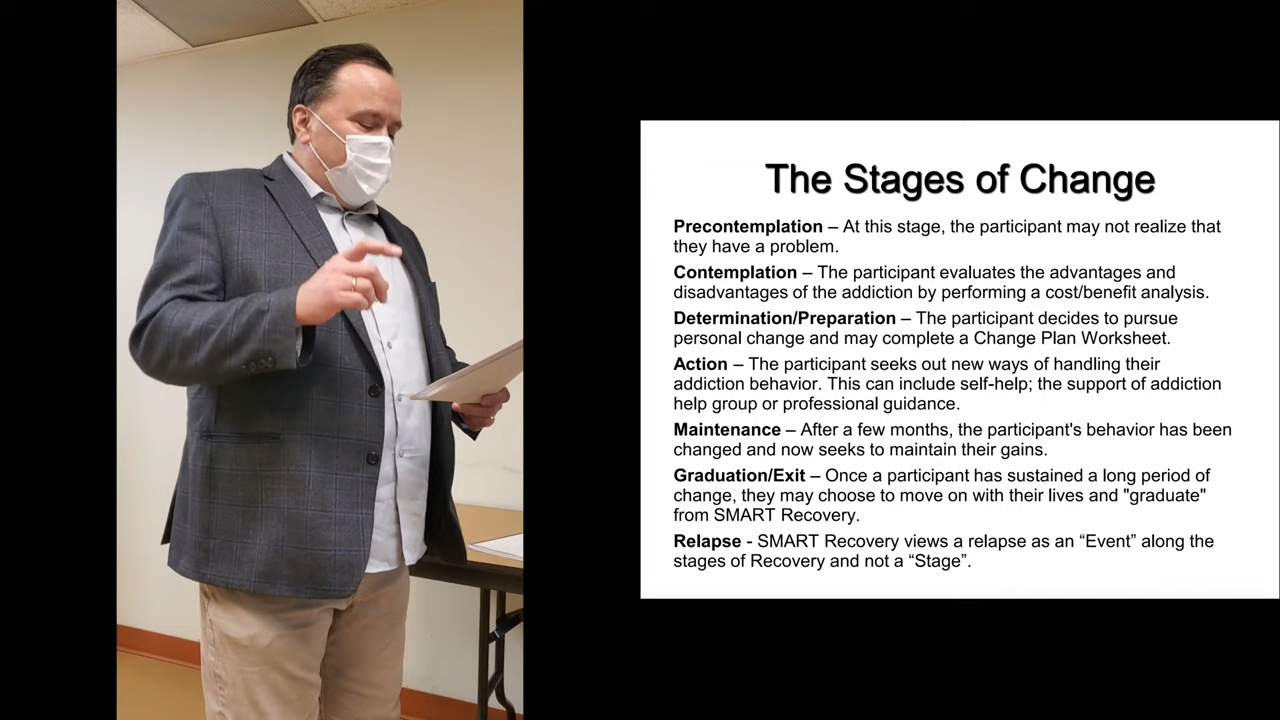 The Stages of Change
Precontemplation – At this stage, the participant may not realize that
they have a problem.
Contemplation – The participant evaluates the advantages and
disadvantages of the addiction by performing a cost/benefit analysis.
Determination/Preparation – The participant decides to pursue
personal change and may complete a Change Plan Worksheet.
Action – The participant seeks out new ways of handling their
addiction behavior. This can include self-help; the support of addiction
help group or professional guidance.
Maintenance – After a few months, the participant's behavior has been
changed and now seeks to maintain their gains.
Graduation/Exit – Once a participant has sustained a long period of
change, they may choose to move on with their lives and "graduate"
from SMART Recovery.
Relapse - SMART Recovery views a relapse as an “Event” along the
stages of Recovery and not a “Stage”.